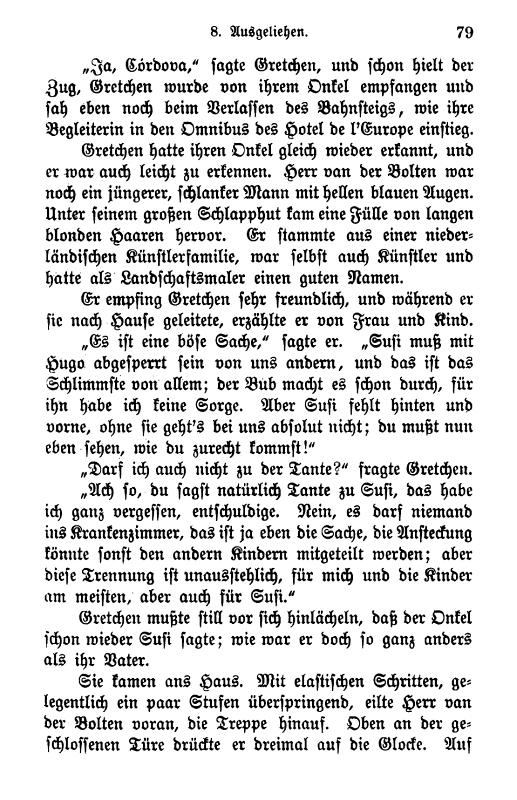 8. Ausgeliehen. 79
„Ja, Córdova,“ sagte Gretchen, und schon hielt der
Zug, Gretchen wurde von ihrem Onkel empfangen und
sah eben noch beim Verlassen des Bahnsteigs, wie ihre
Begleiterin in den Omnibus des Hotel de l'Europe einstieg.
Gretchen hatte ihren Onkel gleich wieder erkannt, und
er war auch leicht zu erkennen. Herr van der Bolten war
noch ein jüngerer, schlanker Mann mit hellen blauen Augen.
Unter seinem großen Schlapphut kam eine Fülle von langen
blonden Haaren hervor. Er stammte aus einer nieder-
ländischen Künstlerfamilie, war selbst auch Künstler und
hatte als Landschaftsmaler einen guten Namen.
Er empfing Gretchen sehr freundlich, und während er
sie nach Hause geleitete, erzählte er von Frau und Kind.
„Es ist eine böse Sache,“ sagte er. „Susi muß mit
Hugo abgesperrt sein von uns andern, und das ist das
Schlimmste von allem; der Bub macht es schon durch, für
ihn habe ich keine Sorge. Aber Susi fehlt hinten und
vorne, ohne sie geht's bei uns absolut nicht; du mußt nun
eben sehen, wie du zurecht kommst!“
„Darf ich auch nicht zu der Tante?“ fragte Gretchen.
„Ach so, du sagst natürlich Tante zu Susi, das habe
ich ganz vergessen, entschuldige. Nein, es darf niemand
ins Krankenzimmer, das ist ja eben die Sache, die Ansteckung
könnte sonst den andern Kindern mitgeteilt werden; aber
diese Trennung ist unausstehlich, für mich und die Kinder
am meisten, aber auch für Susi.“
Gretchen mußte still vor sich hinlächeln, daß der Onkel
schon wieder Susi sagte; wie war er doch so ganz anders
als ihr Vater.
Sie kamen ans Haus. Mit elastischen Schritten, ge-
legentlich ein paar Stufen überspringend, eilte Herr van
der Bolten voran, die Treppe hinauf. Oben an der ge-
schlossenen Türe drückte er dreimal auf die Glocke. Auf